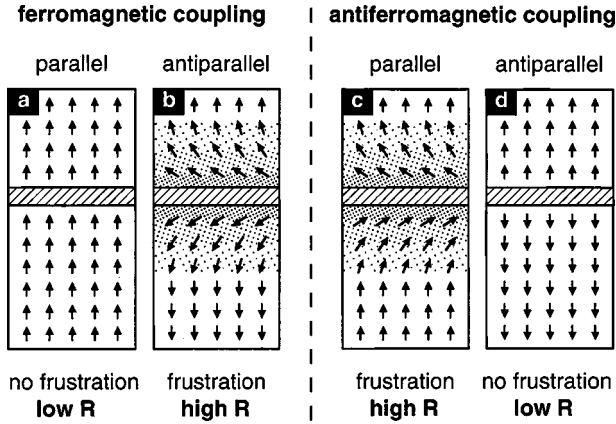 ferromagnetic coupling
antiferromagnetic coupling
parallel
antiparallel
parallel
antiparallel
a
b
c
d
no frustration
low R
frustration
high R
frustration
high R
no frustration
low R